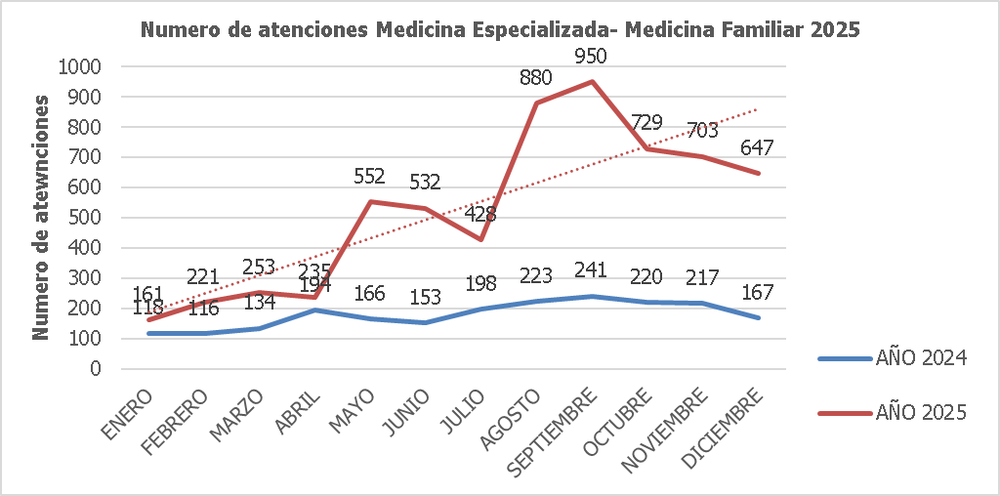 Numero de atenciones Medicina Especializada- Medicina Familiar 2025
Numero de atewnciones
1000
900
800
700
600
500
400
300
200
100
0
161
221
253
235
552
532
428
880
950
729
703
647
118
116
134
194
166
153
198
223
241
220
217
167
ENERO
FEBRERO
MARZO
ABRIL
MAYO
JUNIO
JULIO
AGOSTO
SEPTIEMBRE
OCTUBRE
NOVIEMBRE
DICIEMBRE
AÑO 2024
AÑO 2025